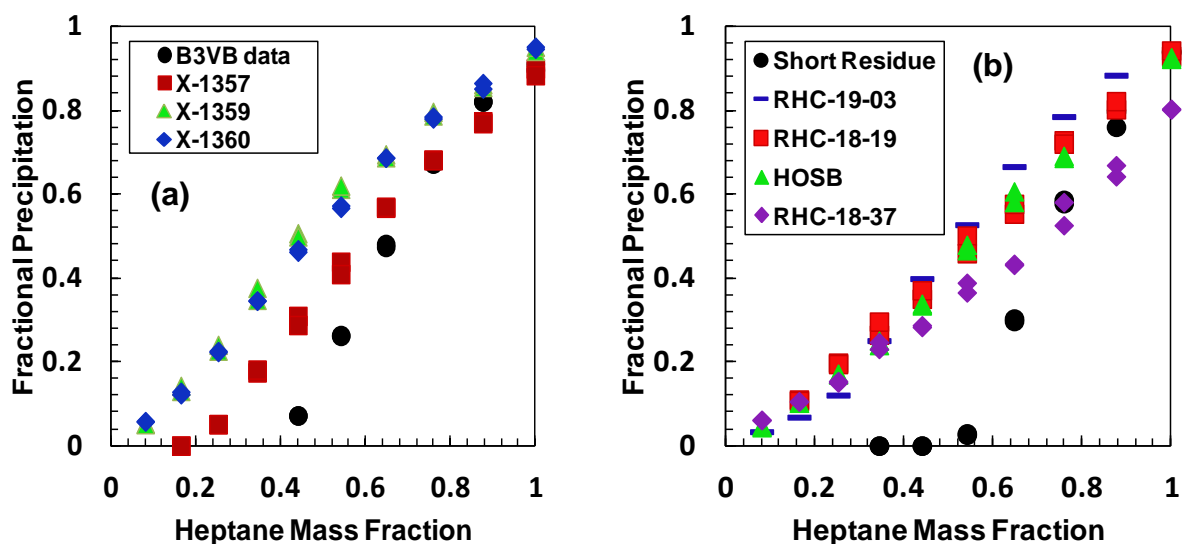 Fractional Precipitation
1
0.8
0.6
0.4
0.2
0
B3VB data
X-1357
X-1359
X-1360
(a)
0 0.2 0.4 0.6 0.8 1
Heptane Mass Fraction
Fractional Precipitation
1
0.8
0.6
0.4
0.2
0
Short Residue
RHC-19-03
RHC-18-19
HOSB
RHC-18-37
(b)
0 0.2 0.4 0.6 0.8 1
Heptane Mass Fraction